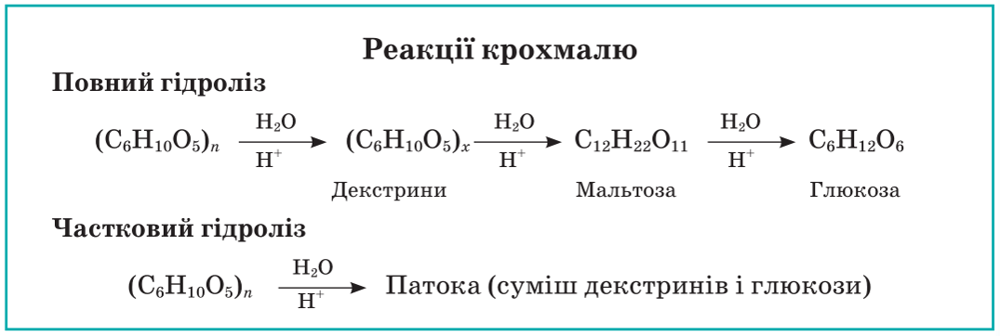 Реакції крохмалю
Повний гідроліз
(C₆H₁₀O₅)ₙ H₂O H⁺ (C₆H₁₀O₅)ₓ H₂O H⁺ C₁₂H₂₂O₁₁ H₂O H⁺ C₆H₁₂O₆
Декстрини Мальтоза Глюкоза
Частковий гідроліз
(C₆H₁₀O₅)ₙ H₂O H⁺ Патока (суміш декстринів і глюкози)